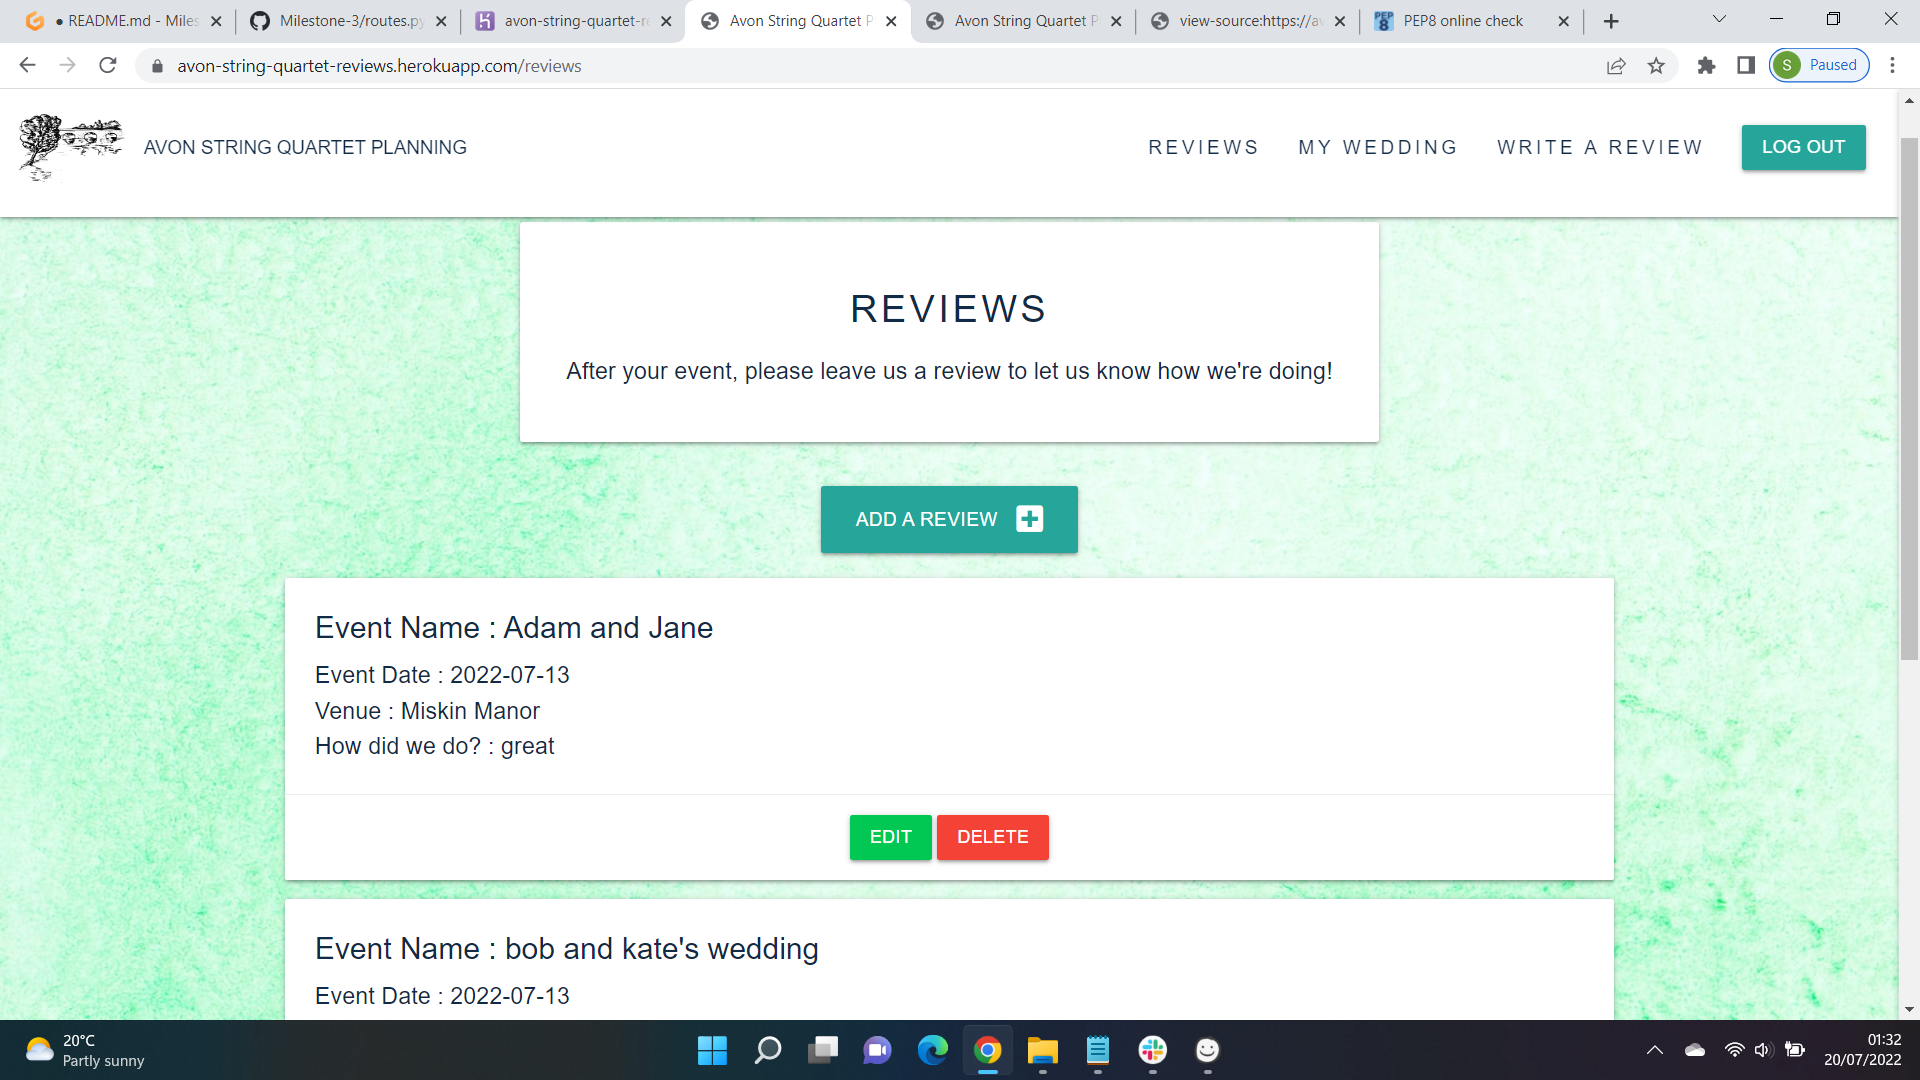 README.md - Miles
Milestone-3/routes.py
avon-string-quartet-re
Avon String Quartet P
Avon String Quartet P
view-source:https://av
PEP8 online check
avon-string-quartet-reviews.herokuapp.com/reviews
S Paused
AVON STRING QUARTET PLANNING
REVIEWS
MY WEDDING
WRITE A REVIEW
LOG OUT
REVIEWS
After your event, please leave us a review to let us know how we're doing!
ADD A REVIEW
Event Name : Adam and Jane
Event Date : 2022-07-13
Venue : Miskin Manor
How did we do? : great
EDIT
DELETE
Event Name : bob and kate's wedding
Event Date : 2022-07-13
20°C
Partly sunny
01:32
20/07/2022